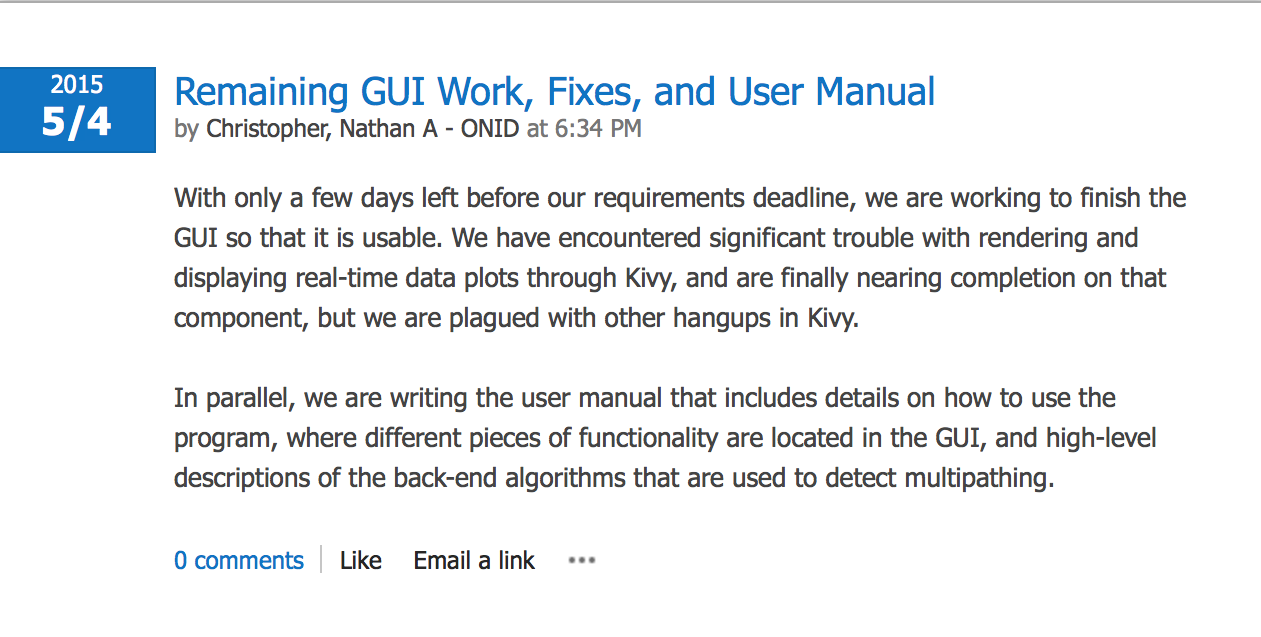 2015
5/4
Remaining GUI Work, Fixes, and User Manual
by Christopher, Nathan A - ONID at 6:34 PM
With only a few days left before our requirements deadline, we are working to finish the
GUI so that it is usable. We have encountered significant trouble with rendering and
displaying real-time data plots through Kivy, and are finally nearing completion on that
component, but we are plagued with other hangups in Kivy.
In parallel, we are writing the user manual that includes details on how to use the
program, where different pieces of functionality are located in the GUI, and high-level
descriptions of the back-end algorithms that are used to detect multipathing.
0 comments Like Email a link •••